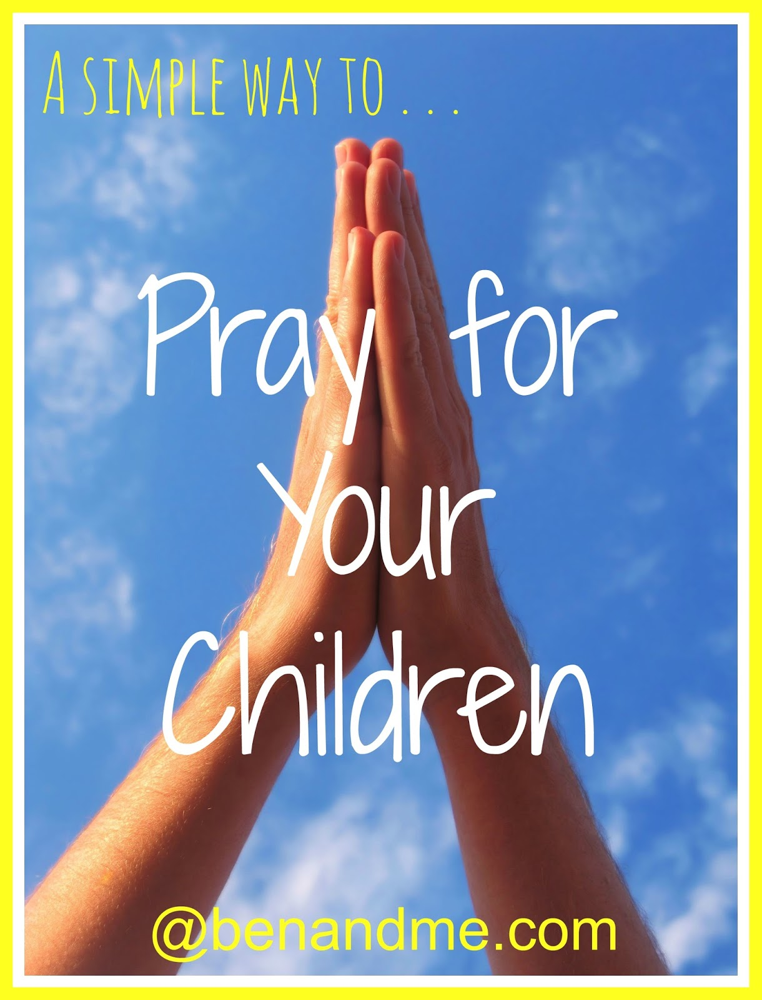 A SIMPLE WAY TO . . .
Pray for
Your
Children
@benandme.com